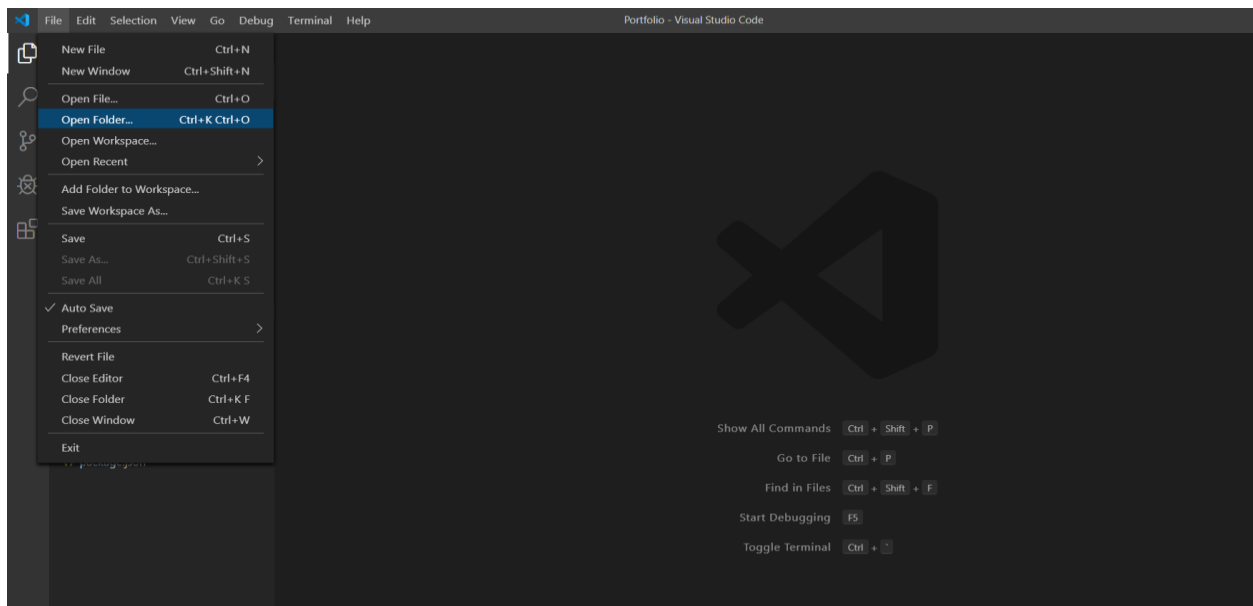 File Edit Selection View Go Debug Terminal Help Portfolio - Visual Studio Code
New File Ctrl+N
New Window Ctrl+Shift+N
Open File... Ctrl+O
Open Folder... Ctrl+K Ctrl+O
Open Workspace...
Open Recent
Add Folder to Workspace...
Save Workspace As...
Save Ctrl+S
Save As... Ctrl+Shift+S
Save All Ctrl+K S
Auto Save
Preferences
Revert File
Close Editor Ctrl+F4
Close Folder Ctrl+K F
Close Window Ctrl+W
Exit
Show All Commands Ctrl + Shift + P
Go to File Ctrl + P
Find in Files Ctrl + Shift + F
Start Debugging F5
Toggle Terminal Ctrl + `